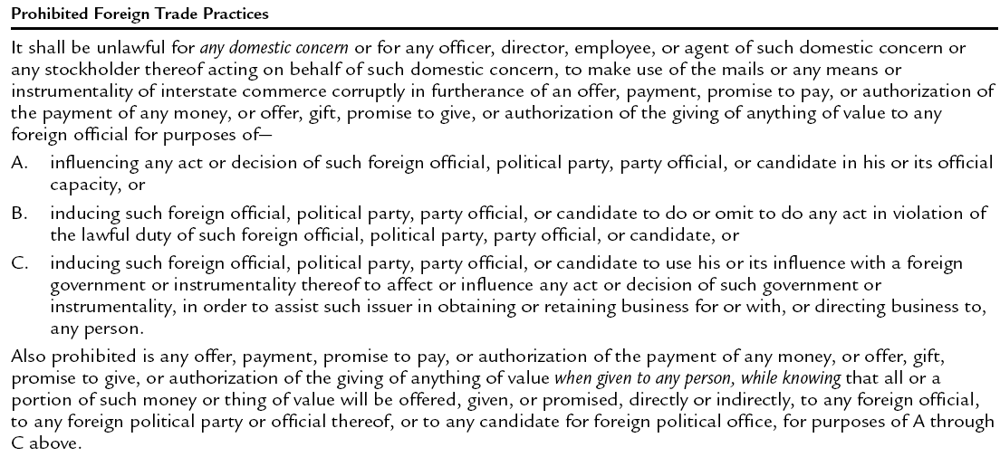 Prohibited Foreign Trade Practices
It shall be unlawful for any domestic concern or for any officer, director, employee, or agent of such domestic concern or
any stockholder thereof acting on behalf of such domestic concern, to make use of the mails or any means or
instrumentality of interstate commerce corruptly in furtherance of an offer, payment, promise to pay, or authorization of
the payment of any money, or offer, gift, promise to give, or authorization of the giving of anything of value to any
foreign official for purposes of—
A. influencing any act or decision of such foreign official, political party, party official, or candidate in his or its official
capacity, or
B. inducing such foreign official, political party, party official, or candidate to do or omit to do any act in violation of
the lawful duty of such foreign official, political party, party official, or candidate, or
C. inducing such foreign official, political party, party official, or candidate to use his or its influence with a foreign
government or instrumentality thereof to affect or influence any act or decision of such government or
instrumentality, in order to assist such issuer in obtaining or retaining business for or with, or directing business to,
any person.
Also prohibited is any offer, payment, promise to pay, or authorization of the payment of any money, or offer, gift,
promise to give, or authorization of the giving of anything of value when given to any person, while knowing that all or a
portion of such money or thing of value will be offered, given, or promised, directly or indirectly, to any foreign official,
to any foreign political party or official thereof, or to any candidate for foreign political office, for purposes of A through
C above.